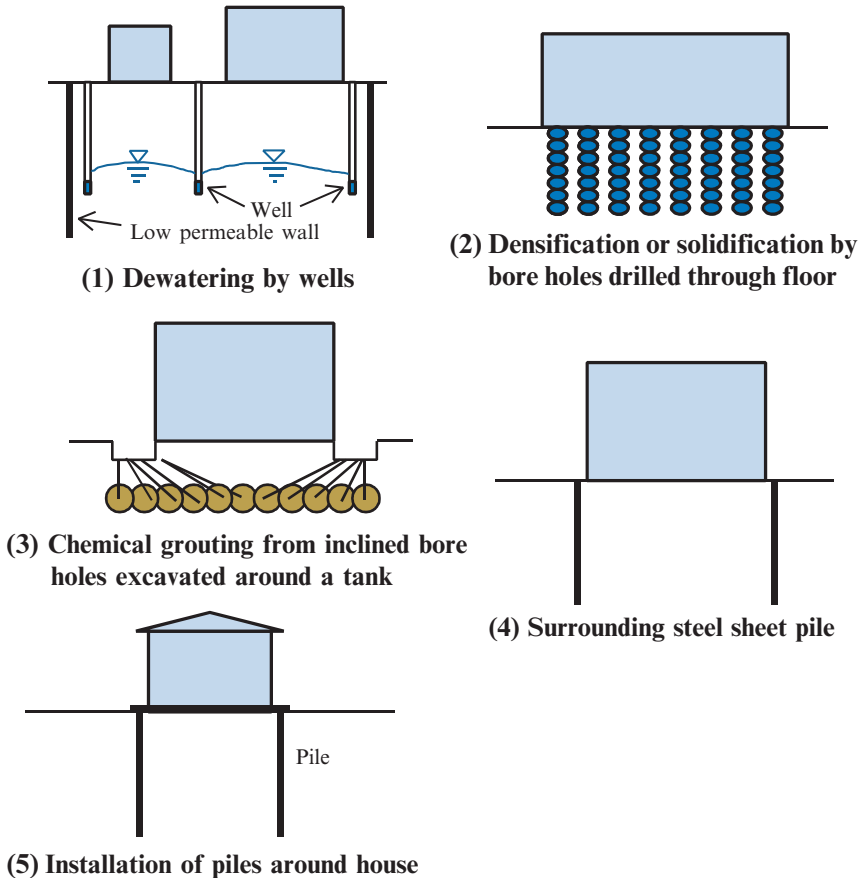 Well
Low permeable wall
(1) Dewatering by wells
(2) Densification or solidification by
bore holes drilled through floor
(3) Chemical grouting from inclined bore
holes excavated around a tank
(4) Surrounding steel sheet pile
Pile
(5) Installation of piles around house